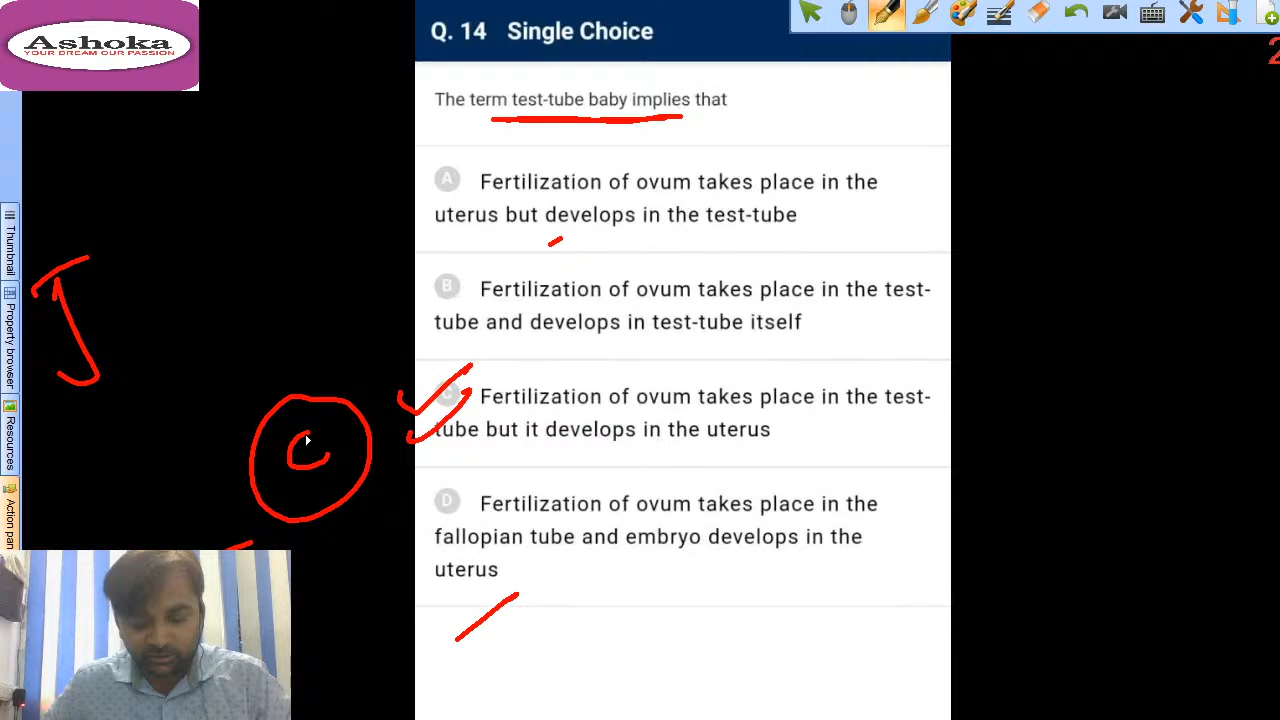 Ashoka
YOUR DREAM OUR PASSION
Q. 14 Single Choice
2
The term test-tube baby implies that
A Fertilization of ovum takes place in the
uterus but develops in the test-tube
B Fertilization of ovum takes place in the test-
tube and develops in test-tube itself
C Fertilization of ovum takes place in the test-
tube but it develops in the uterus
D Fertilization of ovum takes place in the
fallopian tube and embryo develops in the
uterus
Thumbnail
Property browser
Resources
Action pan
J
C